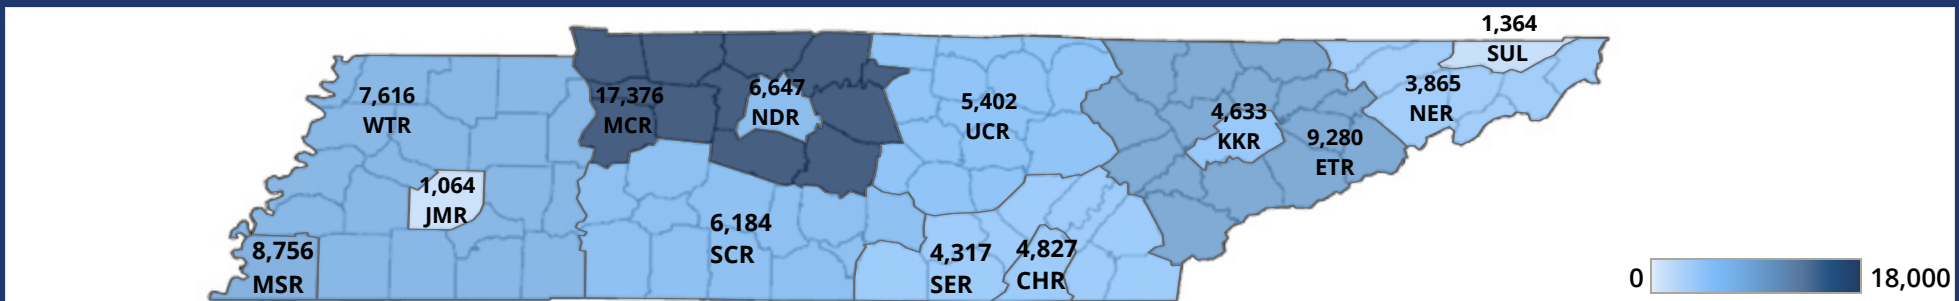 1,364
SUL
7,616
WTR
17,376
MCR
6,647
NDR
5,402
UCR
4,633
KKR
3,865
NER
9,280
ETR
1,064
JMR
6,184
SCR
8,756
MSR
4,317
SER
4,827
CHR
0
18,000